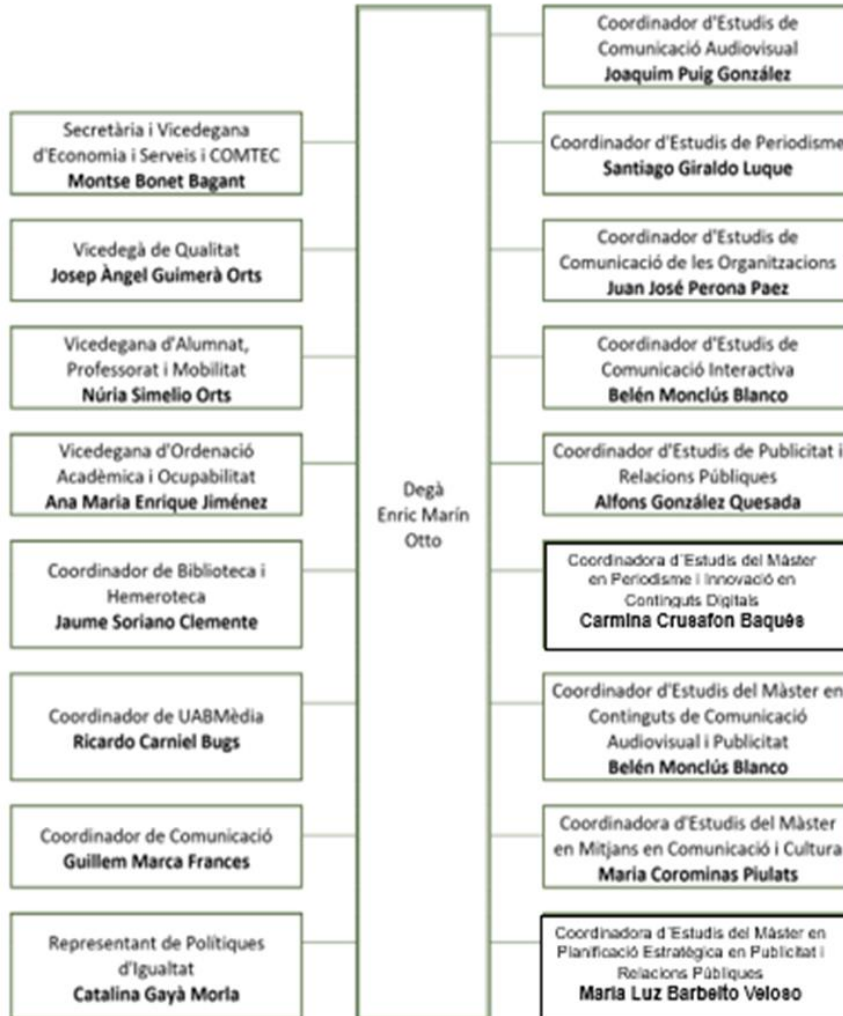 Secretària i Vicedegana
d'Economia i Serveis i COMTEC
Montse Bonet Bagant
Vicedegà de Qualitat
Josep Àngel Guimerà Orts
Vicedegana d'Alumnat,
Professorat i Mobilitat
Núria Simelio Orts
Vicedegana d'Ordenació
Acadèmica i Ocupabilitat
Ana Maria Enrique Jiménez
Coordinador de Biblioteca i
Hemeroteca
Jaume Soriano Clemente
Coordinador de UABMèdia
Ricardo Carniel Bugs
Coordinador de Comunicació
Guillem Marca Frances
Representant de Polítiques
d'Igualtat
Catalina Gayà Morla
Degà
Enric Marín
Otto
Coordinador d'Estudis de
Comunicació Audiovisual
Joaquim Puig González
Coordinador d'Estudis de Periodisme
Santiago Giraldo Luque
Coordinador d'Estudis de
Comunicació de les Organitzacions
Juan José Perona Paez
Coordinador d'Estudis de
Comunicació Interactiva
Belén Monclús Blanco
Coordinador d'Estudis de Publicitat i
Relacions Públiques
Alfons González Quesada
Coordinadora d´Estudis del Màster
en Periodisme i Innovació en
Continguts Digitals
Carmina Crusafon Baqués
Coordinador d'Estudis del Màster en
Continguts de Comunicació
Audiovisual i Publicitat
Belén Monclús Blanco
Coordinadora d'Estudis del Màster
en Mitjans en Comunicació i Cultura
Maria Corominas Piulats
Coordinadora d´Estudis del Màster en
Planificació Estratègica en Publicitat i
Relacions Públiques
Maria Luz Barbeito Veloso